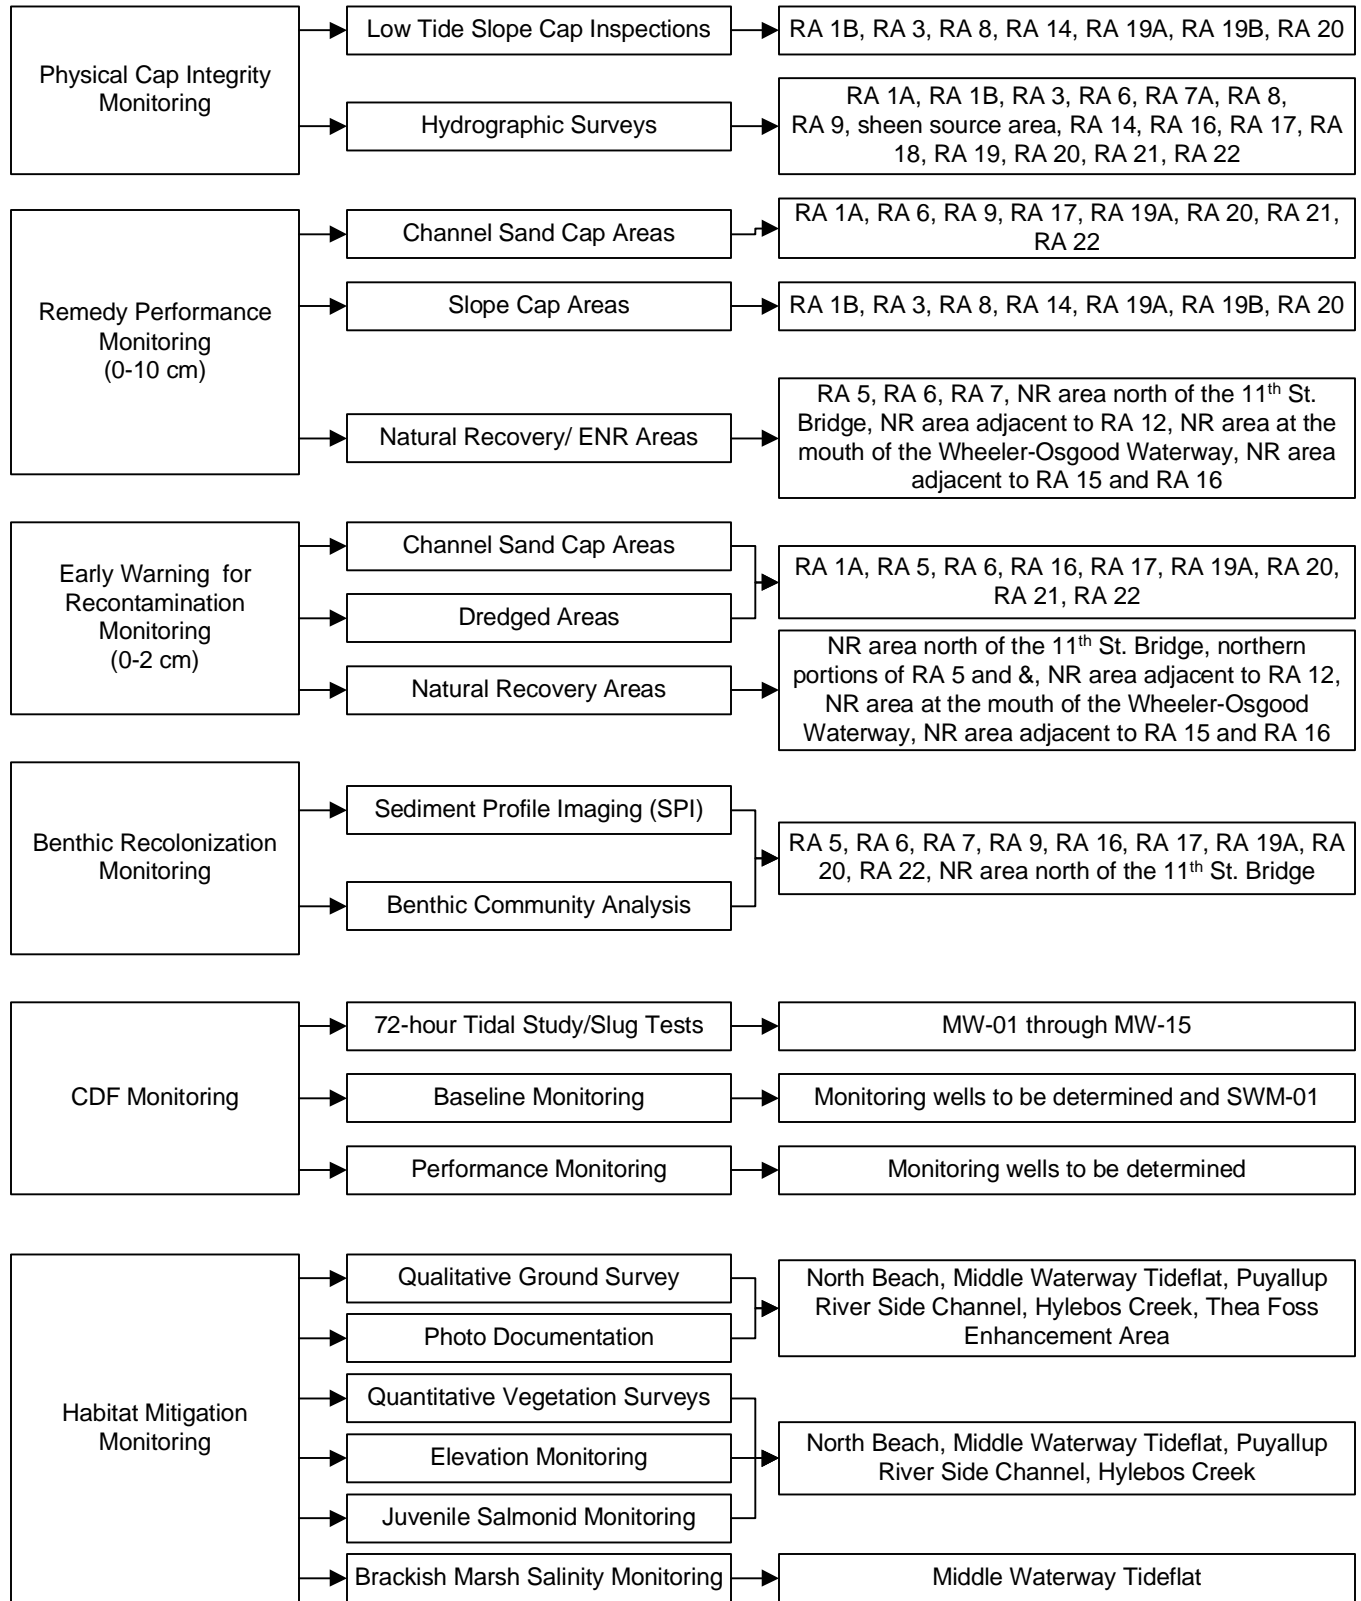 Physical Cap Integrity
Monitoring
Low Tide Slope Cap Inspections
RA 1B, RA 3, RA 8, RA 14, RA 19A, RA 19B, RA 20
Hydrographic Surveys
RA 1A, RA 1B, RA 3, RA 6, RA 7A, RA 8,
RA 9, sheen source area, RA 14, RA 16, RA 17, RA
18, RA 19, RA 20, RA 21, RA 22
Remedy Performance
Monitoring
(0-10 cm)
Channel Sand Cap Areas
RA 1A, RA 6, RA 9, RA 17, RA 19A, RA 20, RA 21,
RA 22
Slope Cap Areas
RA 1B, RA 3, RA 8, RA 14, RA 19A, RA 19B, RA 20
Natural Recovery/ ENR Areas
RA 5, RA 6, RA 7, NR area north of the 11th St.
Bridge, NR area adjacent to RA 12, NR area at the
mouth of the Wheeler-Osgood Waterway, NR area
adjacent to RA 15 and RA 16
Early Warning for
Recontamination
Monitoring
(0-2 cm)
Channel Sand Cap Areas
Dredged Areas
RA 1A, RA 5, RA 6, RA 16, RA 17, RA 19A, RA 20,
RA 21, RA 22
Natural Recovery Areas
NR area north of the 11th St. Bridge, northern
portions of RA 5 and &, NR area adjacent to RA 12,
NR area at the mouth of the Wheeler-Osgood
Waterway, NR area adjacent to RA 15 and RA 16
Benthic Recolonization
Monitoring
Sediment Profile Imaging (SPI)
Benthic Community Analysis
RA 5, RA 6, RA 7, RA 9, RA 16, RA 17, RA 19A, RA
20, RA 22, NR area north of the 11th St. Bridge
CDF Monitoring
72-hour Tidal Study/Slug Tests
MW-01 through MW-15
Baseline Monitoring
Monitoring wells to be determined and SWM-01
Performance Monitoring
Monitoring wells to be determined
Habitat Mitigation
Monitoring
Qualitative Ground Survey
Photo Documentation
North Beach, Middle Waterway Tideflat, Puyallup
River Side Channel, Hylebos Creek, Thea Foss
Enhancement Area
Quantitative Vegetation Surveys
Elevation Monitoring
Juvenile Salmonid Monitoring
North Beach, Middle Waterway Tideflat, Puyallup
River Side Channel, Hylebos Creek
Brackish Marsh Salinity Monitoring
Middle Waterway Tideflat